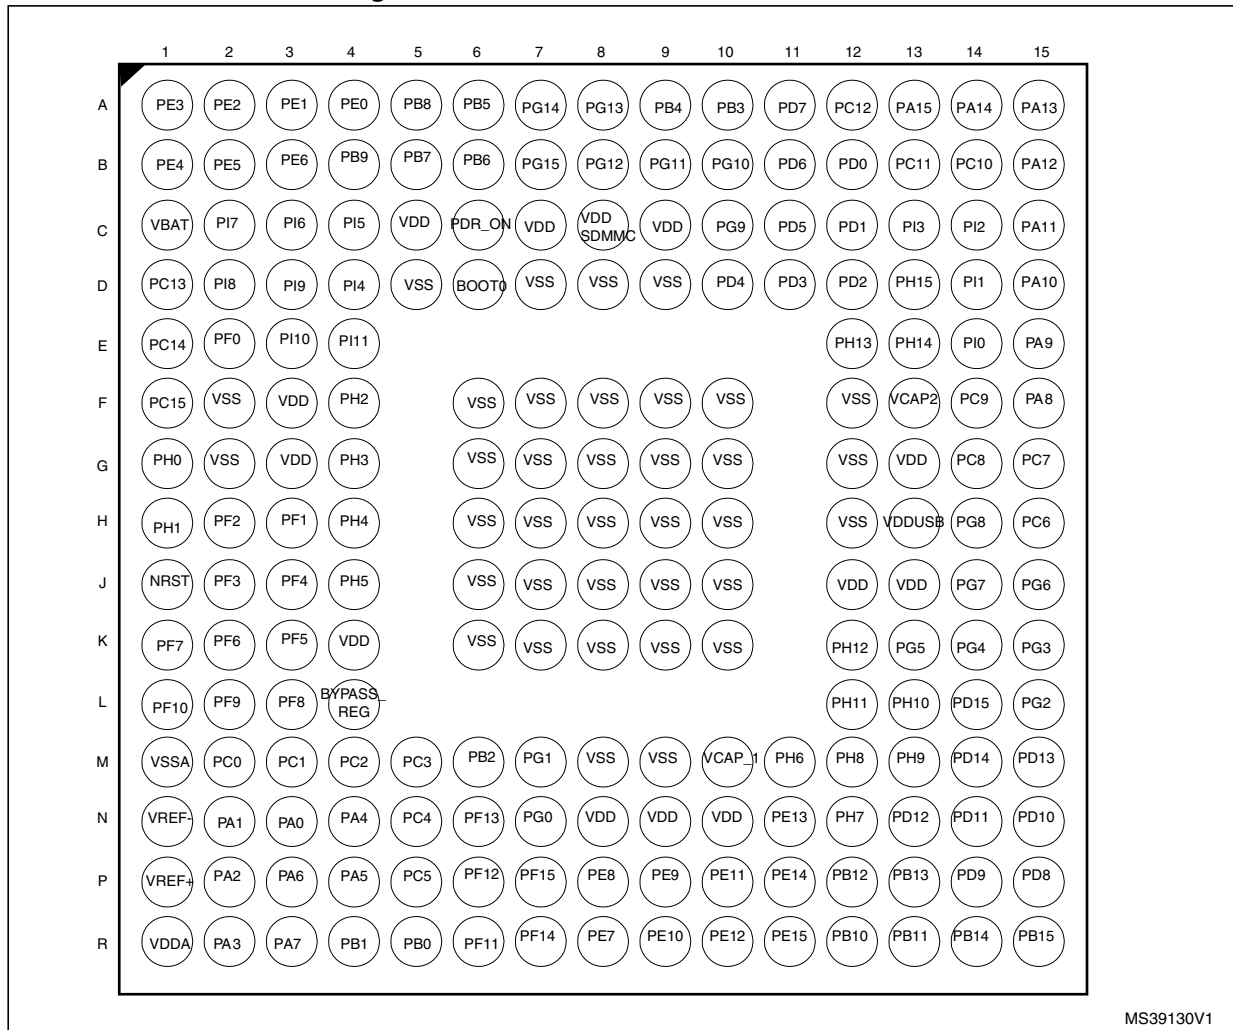 1 2 3 4 5 6 7 8 9 10 11 12 13 14 15
A PE3 PE2 PE1 PE0 PB8 PB5 PG14 PG13 PB4 PB3 PD7 PC12 PA15 PA14 PA13
B PE4 PE5 PE6 PB9 PB7 PB6 PG15 PG12 PG11 PG10 PD6 PD0 PC11 PC10 PA12
C VBAT PI7 PI6 PI5 VDD PDR_ON VDD VDD SDMMC VDD PG9 PD5 PD1 PI3 PI2 PA11
D PC13 PI8 PI9 PI4 VSS BOOT0 VSS VSS VSS PD4 PD3 PD2 PH15 PI1 PA10
E PC14 PF0 PI10 PI11 PH13 PH14 PI0 PA9
F PC15 VSS VDD PH2 VSS VSS VSS VSS VSS VSS VCAP2 PC9 PA8
G PH0 VSS VDD PH3 VSS VSS VSS VSS VSS VSS VDD PC8 PC7
H PH1 PF2 PF1 PH4 VSS VSS VSS VSS VSS VSS VDDUSB PG8 PC6
J NRST PF3 PF4 PH5 VSS VSS VSS VSS VSS VDD VDD PG7 PG6
K PF7 PF6 PF5 VDD VSS VSS VSS VSS VSS PH12 PG5 PG4 PG3
L PF10 PF9 PF8 BYPASS_ REG PH11 PH10 PD15 PG2
M VSSA PC0 PC1 PC2 PC3 PB2 PG1 VSS VSS VCAP_1 PH6 PH8 PH9 PD14 PD13
N VREF- PA1 PA0 PA4 PC4 PF13 PG0 VDD VDD VDD PE13 PH7 PD12 PD11 PD10
P VREF+ PA2 PA6 PA5 PC5 PF12 PF15 PE8 PE9 PE11 PE14 PB12 PB13 PD9 PD8
R VDDA PA3 PA7 PB1 PB0 PF11 PF14 PE7 PE10 PE12 PE15 PB10 PB11 PB14 PB15
MS39130V1